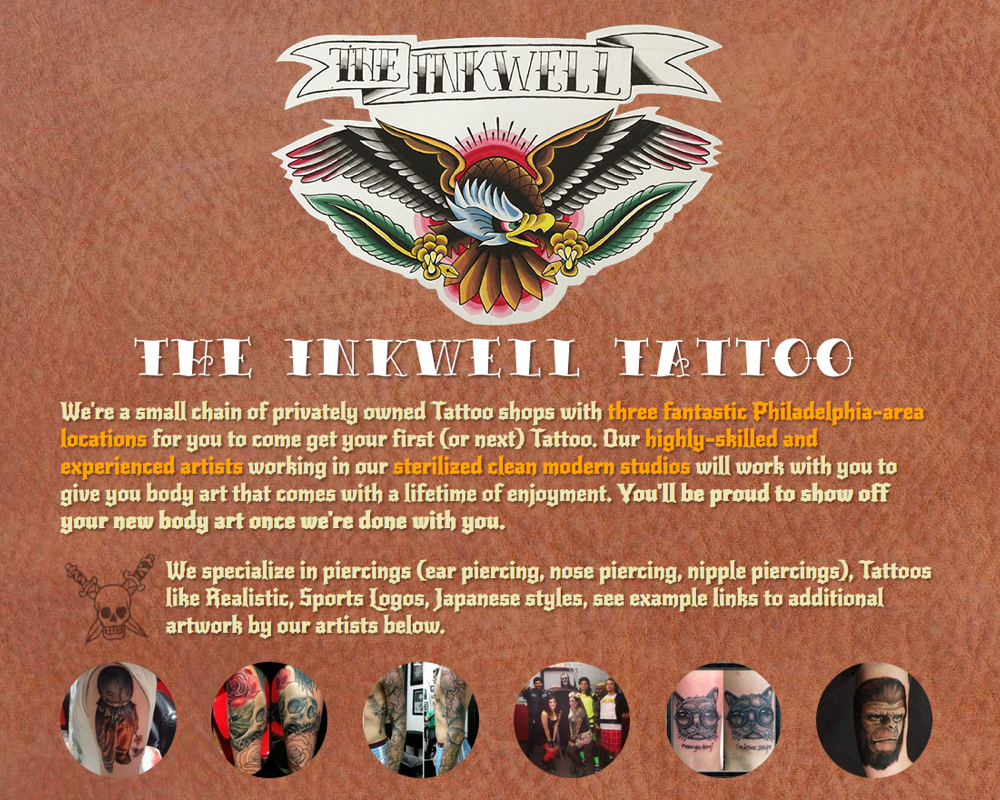 THE INKWELL
THE INKWELL TATTOO
We're a small chain of privately owned Tattoo shops with three fantastic Philadelphia-area
locations for you to come get your first (or next) Tattoo. Our highly-skilled and
experienced artists working in our sterilized clean modern studios will work with you to
give you body art that comes with a lifetime of enjoyment. You'll be proud to show off
your new body art once we're done with you.
We specialize in piercings (ear piercing, nose piercing, nipple piercings), Tattoos
like Realistic, Sports Logos, Japanese styles, see example links to additional
artwork by our artists below.